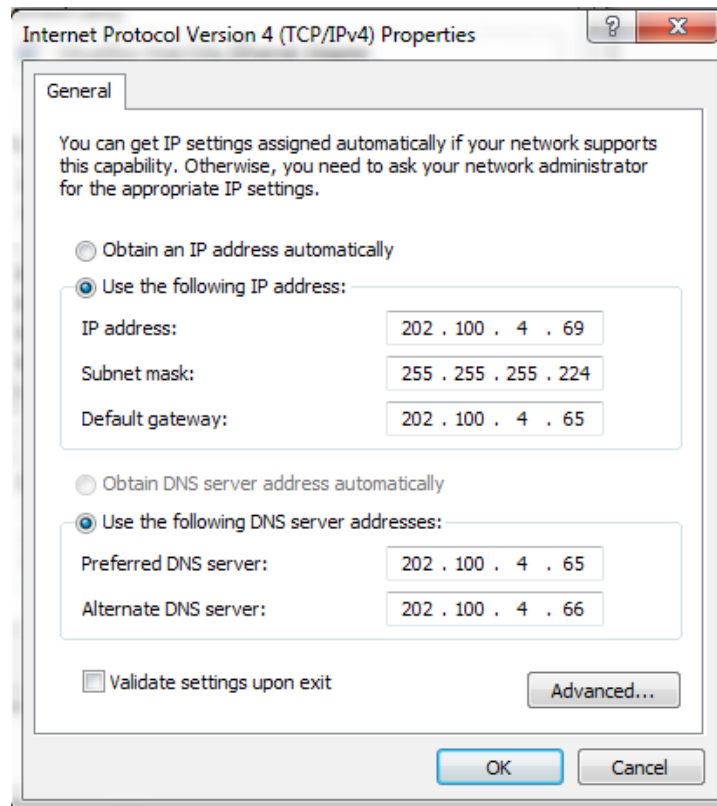 Internet Protocol Version 4 (TCP/IPv4) Properties
?
General
You can get IP settings assigned automatically if your network supports
this capability. Otherwise, you need to ask your network administrator
for the appropriate IP settings.
Obtain an IP address automatically
Use the following IP address:
IP address: 202 . 100 . 4 . 69
Subnet mask: 255 . 255 . 255 . 224
Default gateway: 202 . 100 . 4 . 65
Obtain DNS server address automatically
Use the following DNS server addresses:
Preferred DNS server: 202 . 100 . 4 . 65
Alternate DNS server: 202 . 100 . 4 . 66
Validate settings upon exit
Advanced...
OK Cancel